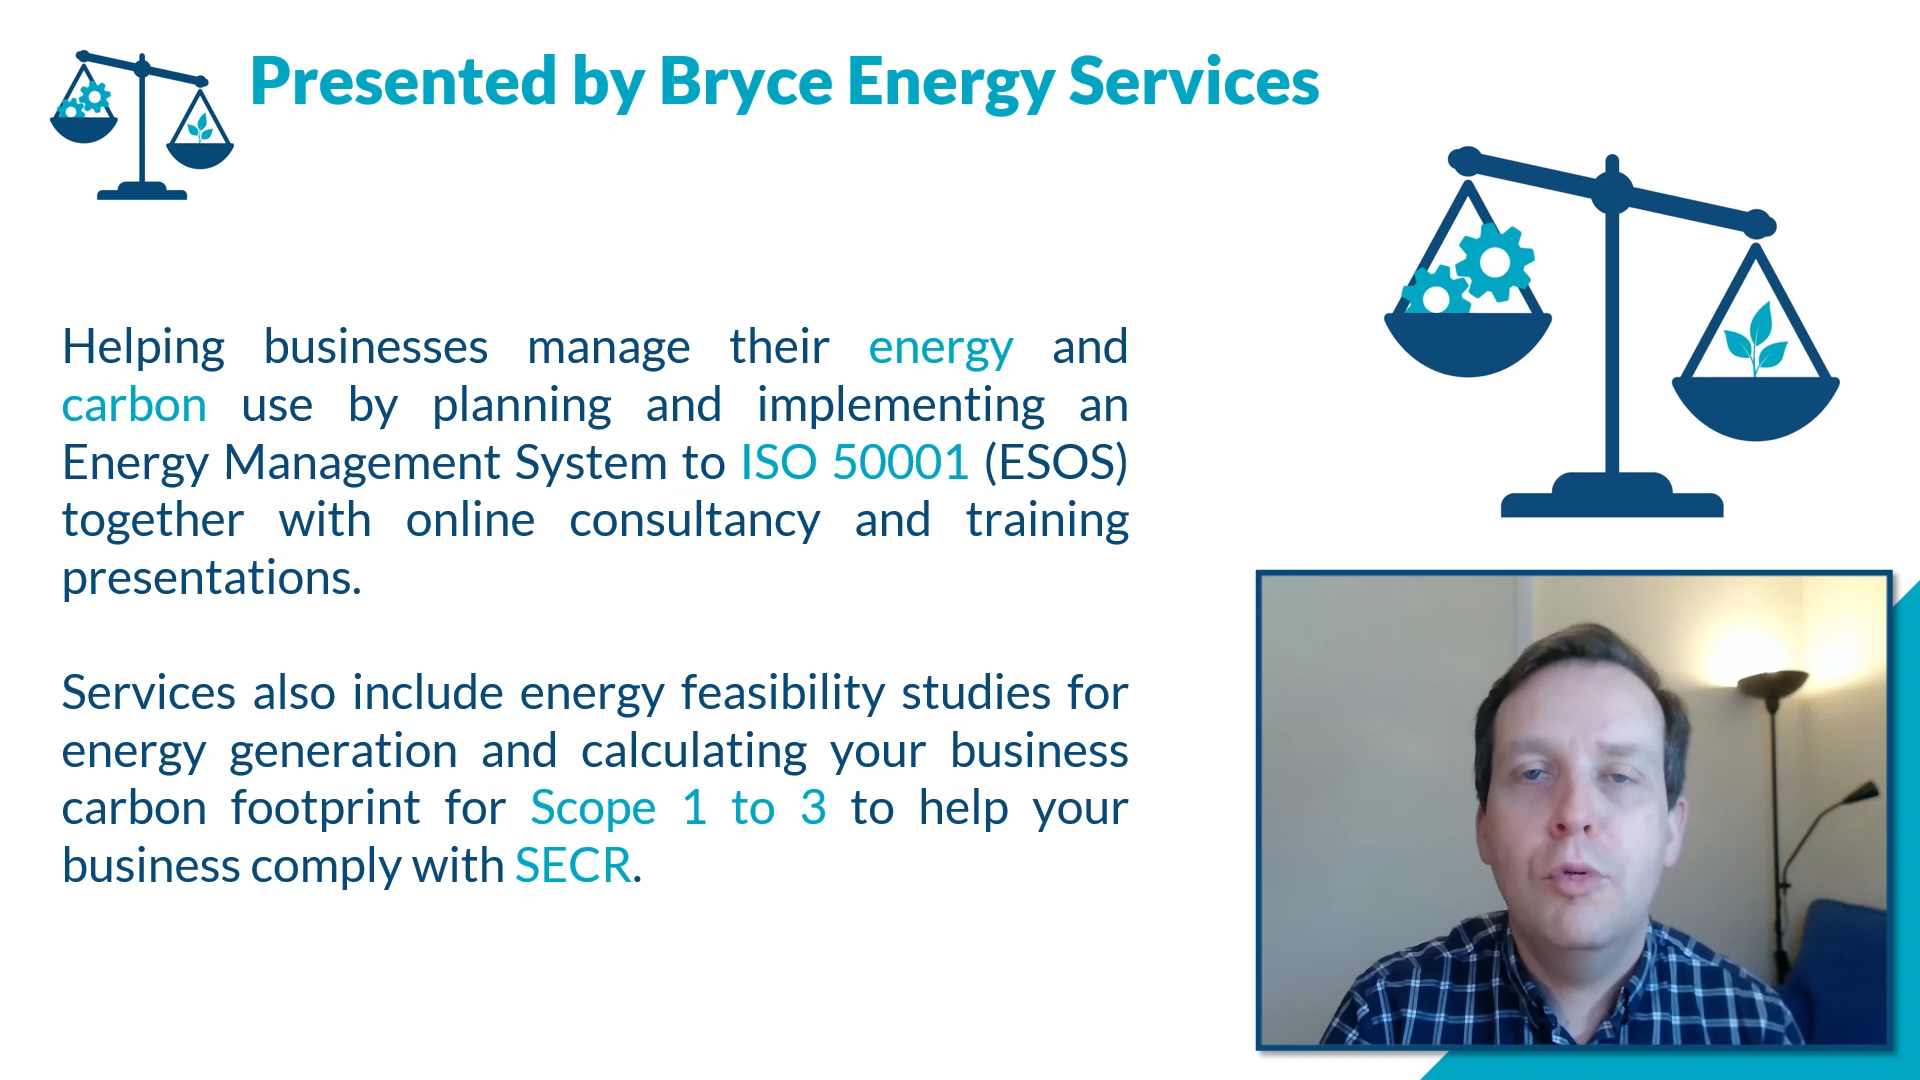 Presented by Bryce Energy Services
Helping businesses manage their energy and
carbon use by planning and implementing an
Energy Management System to ISO 50001 (ESOS)
together with online consultancy and training
presentations.
Services also include energy feasibility studies for
energy generation and calculating your business
carbon footprint for Scope 1 to 3 to help your
business comply with SECR.